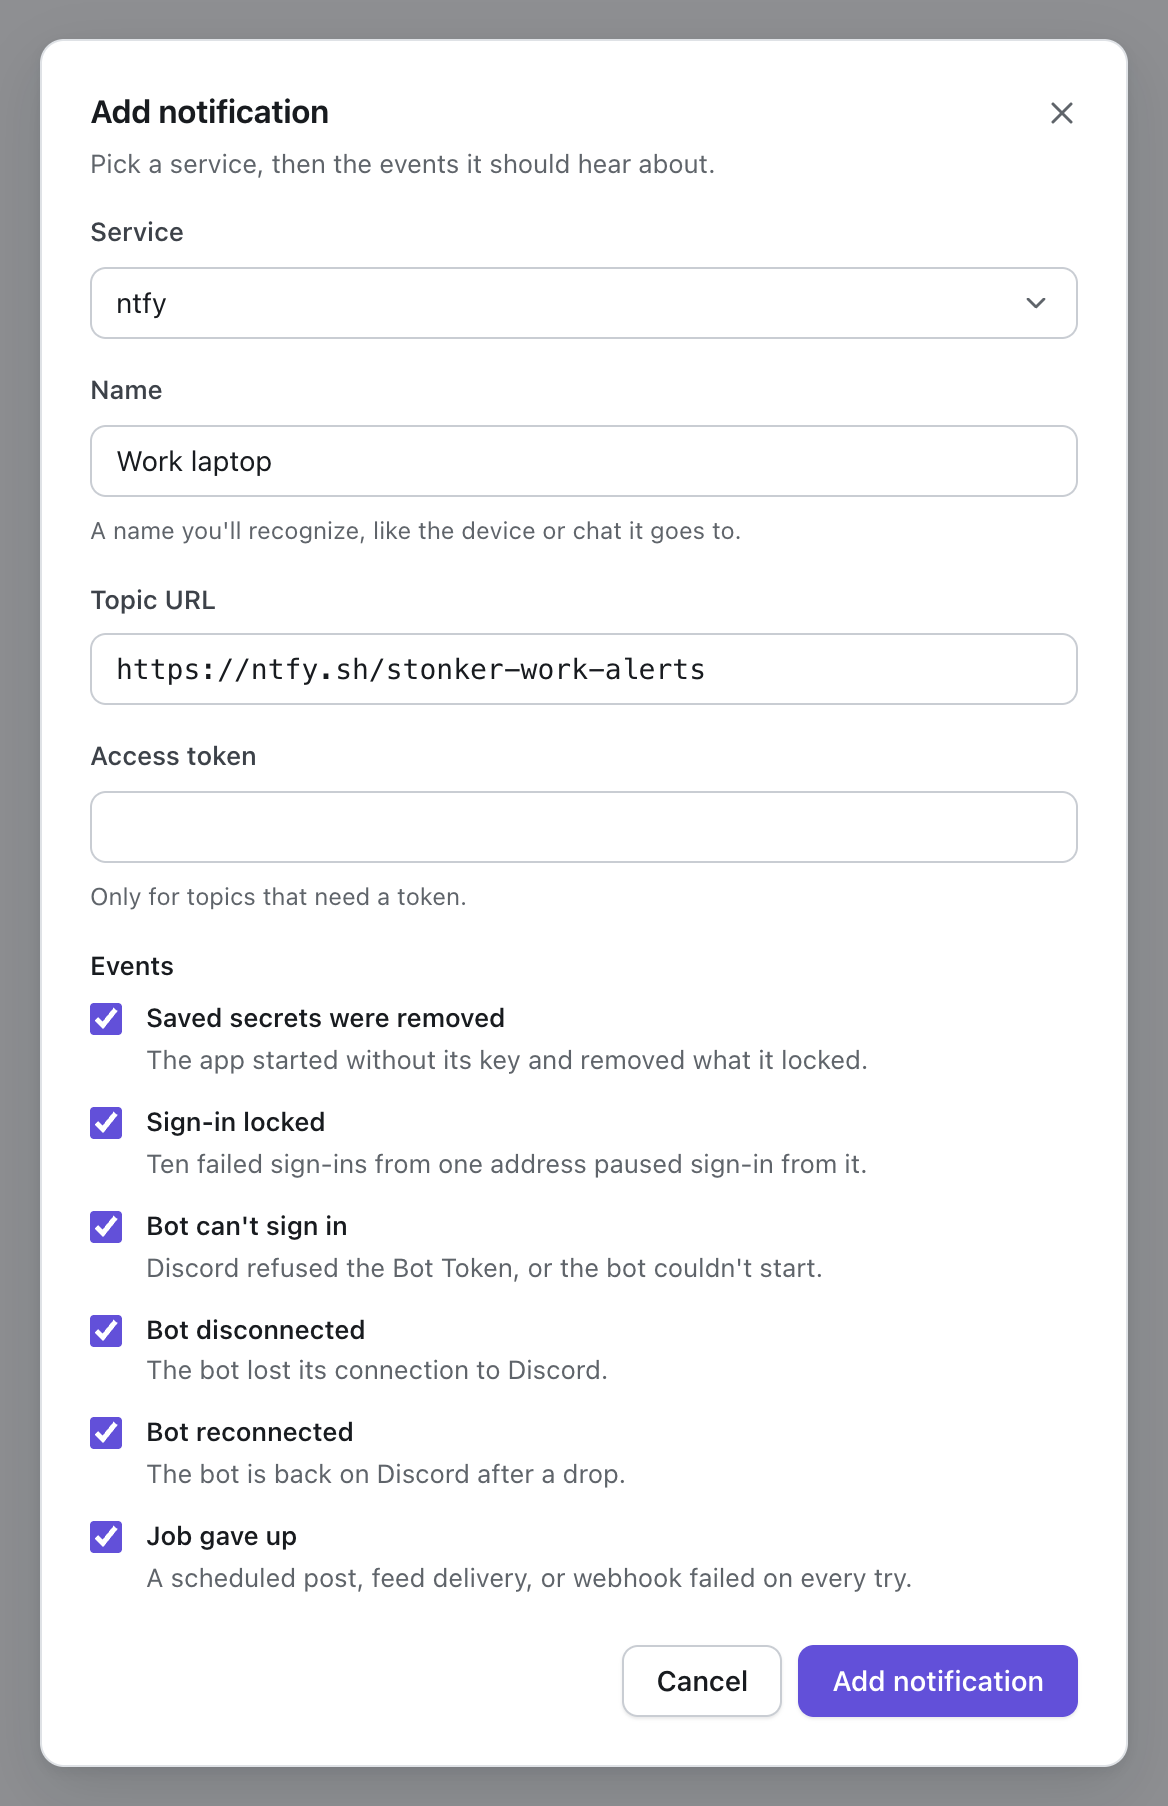 Add notification
Pick a service, then the events it should hear about.
Service
ntfy
Name
Work laptop
A name you'll recognize, like the device or chat it goes to.
Topic URL
https://ntfy.sh/stonker-work-alerts
Access token
Only for topics that need a token.
Events
Saved secrets were removed
The app started without its key and removed what it locked.
Sign-in locked
Ten failed sign-ins from one address paused sign-in from it.
Bot can't sign in
Discord refused the Bot Token, or the bot couldn't start.
Bot disconnected
The bot lost its connection to Discord.
Bot reconnected
The bot is back on Discord after a drop.
Job gave up
A scheduled post, feed delivery, or webhook failed on every try.
Cancel
Add notification